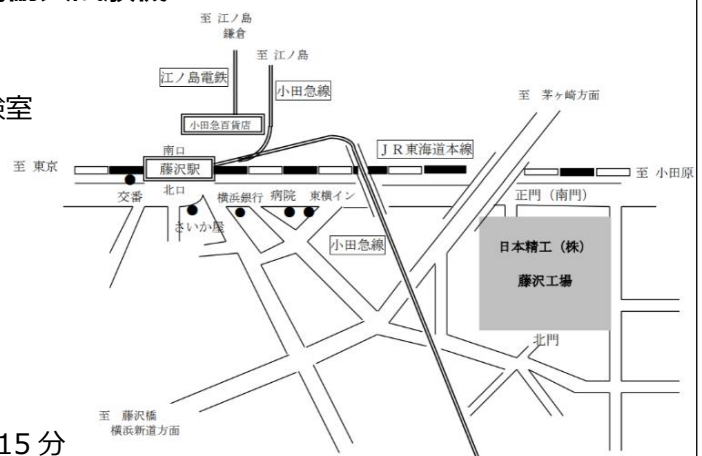 至 江ノ島
鎌倉
至 江ノ島
江ノ島電鉄
小田急線
験室
小田急百貨店
至 茅ヶ崎方面
南口
JR東海道本線
至 東京
藤沢駅
至 小田原
交番
北口
横浜銀行
病院
東横イン
正門（南門）
さいか屋
小田急線
日本精工（株）
藤沢工場
北門
至 藤沢橋
横浜新道方面
15 分